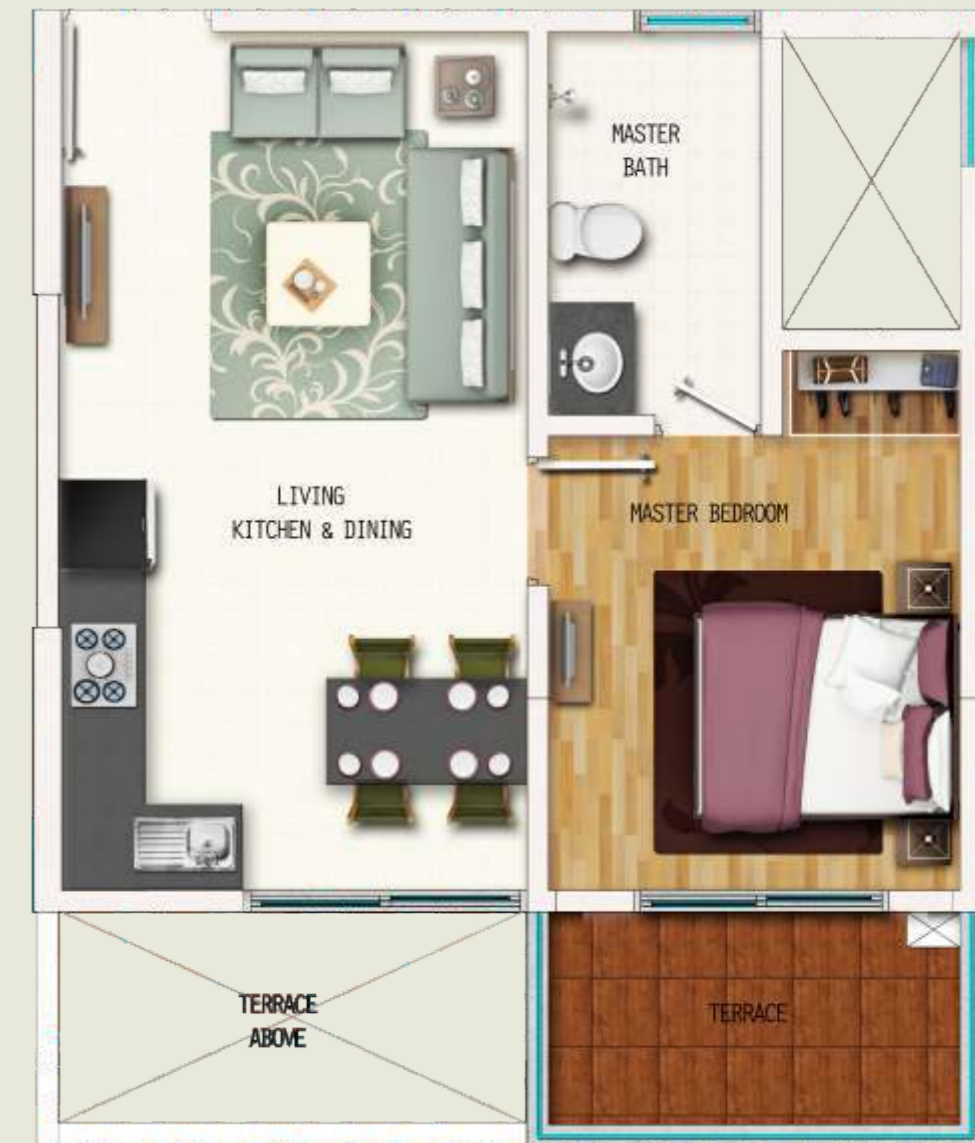 MASTER
BATH
LIVING
KITCHEN & DINING
MASTER BEDROOM
TERRACE
ABOVE
TERRACE